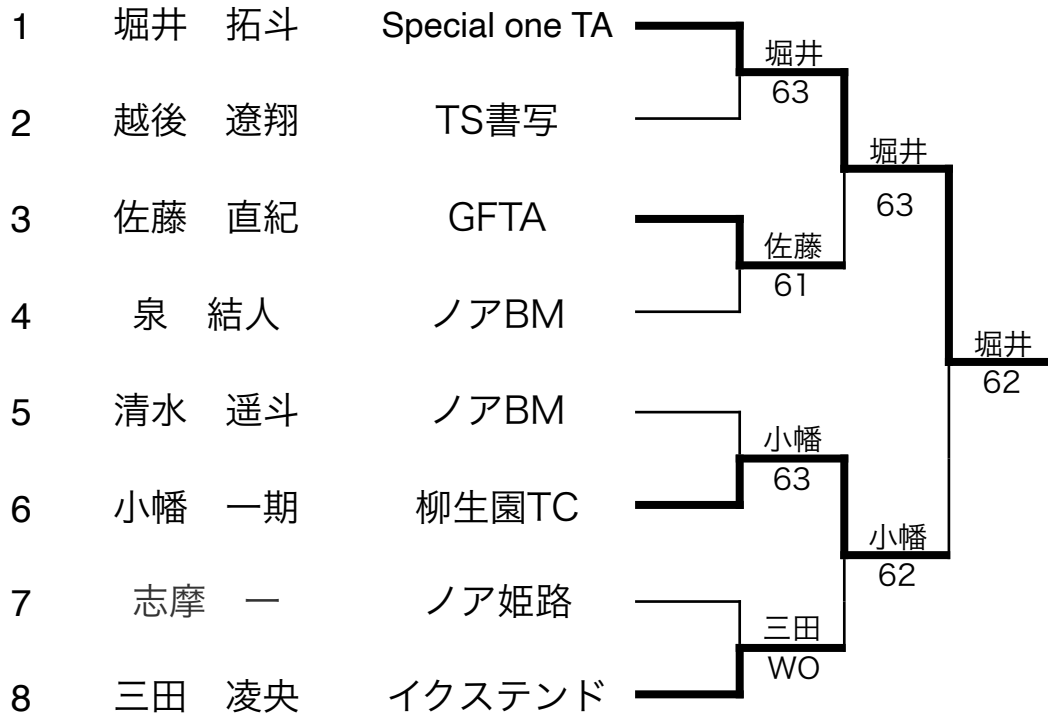 1 堀井　拓斗 Special one TA
堀井
63
2 越後　遼翔 TS書写
堀井
63
3 佐藤　直紀 GFTA
佐藤
61
4 泉　結人 ノアBM
堀井
62
5 清水　遥斗 ノアBM
小幡
63
6 小幡　一期 柳生園TC
小幡
62
7 志摩　一 ノア姫路
三田
WO
8 三田　凌央 イクステンド